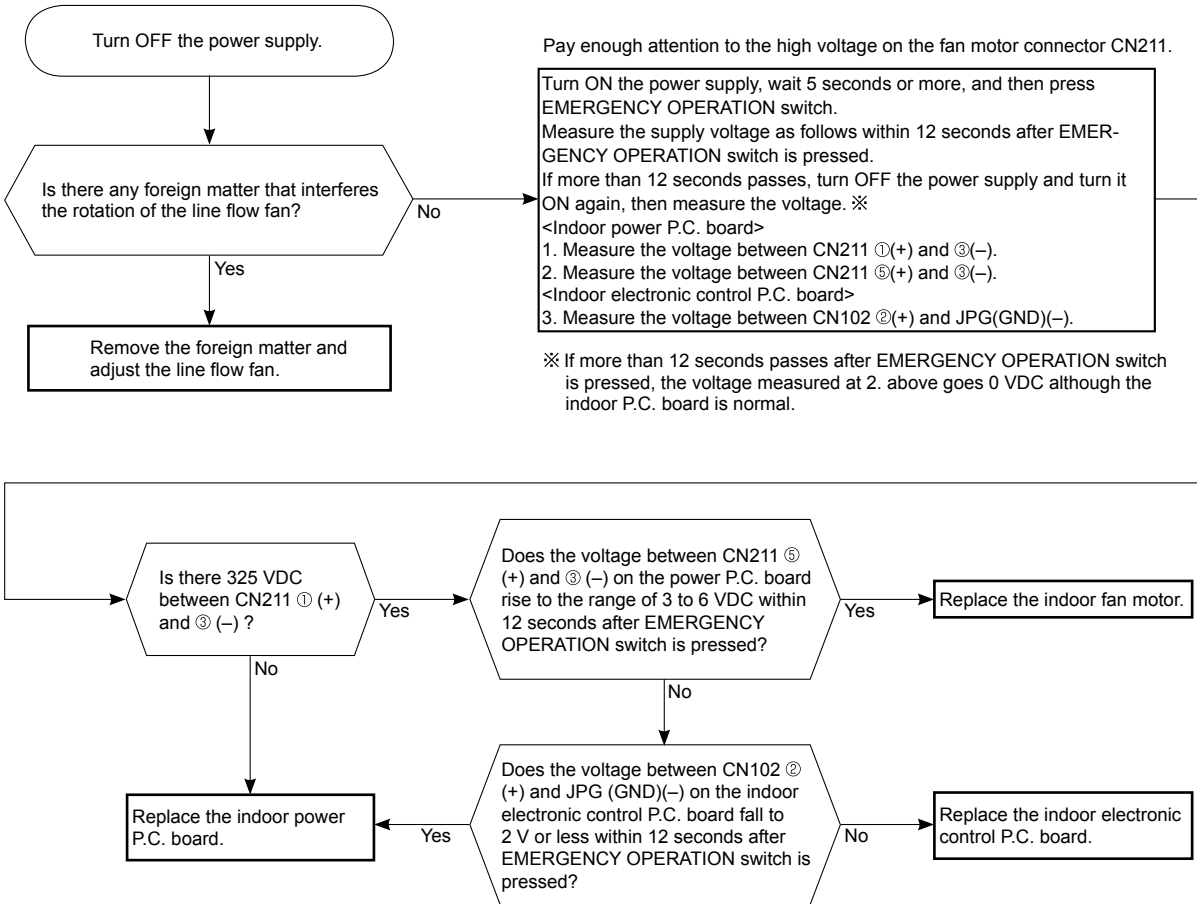 Turn OFF the power supply.
Is there any foreign matter that interferes
the rotation of the line flow fan?
No
Yes
Remove the foreign matter and
adjust the line flow fan.
Pay enough attention to the high voltage on the fan motor connector CN211.
Turn ON the power supply, wait 5 seconds or more, and then press
EMERGENCY OPERATION switch.
Measure the supply voltage as follows within 12 seconds after EMER-
GENCY OPERATION switch is pressed.
If more than 12 seconds passes, turn OFF the power supply and turn it
ON again, then measure the voltage. ※
<Indoor power P.C. board>
1. Measure the voltage between CN211 ①(+) and ③(–).
2. Measure the voltage between CN211 ⑤(+) and ③(–).
<Indoor electronic control P.C. board>
3. Measure the voltage between CN102 ②(+) and JPG(GND)(–).
※ If more than 12 seconds passes after EMERGENCY OPERATION switch
is pressed, the voltage measured at 2. above goes 0 VDC although the
indoor P.C. board is normal.
Is there 325 VDC
between CN211 ① (+)
and ③ (–) ?
Yes
No
Does the voltage between CN211 ⑤
(+) and ③ (–) on the power P.C. board
rise to the range of 3 to 6 VDC within
12 seconds after EMERGENCY
OPERATION switch is pressed?
Yes
No
Replace the indoor fan motor.
Replace the indoor power
P.C. board.
Yes
Does the voltage between CN102 ②
(+) and JPG (GND)(–) on the indoor
electronic control P.C. board fall to
2 V or less within 12 seconds after
EMERGENCY OPERATION switch is
pressed?
No
Replace the indoor electronic
control P.C. board.